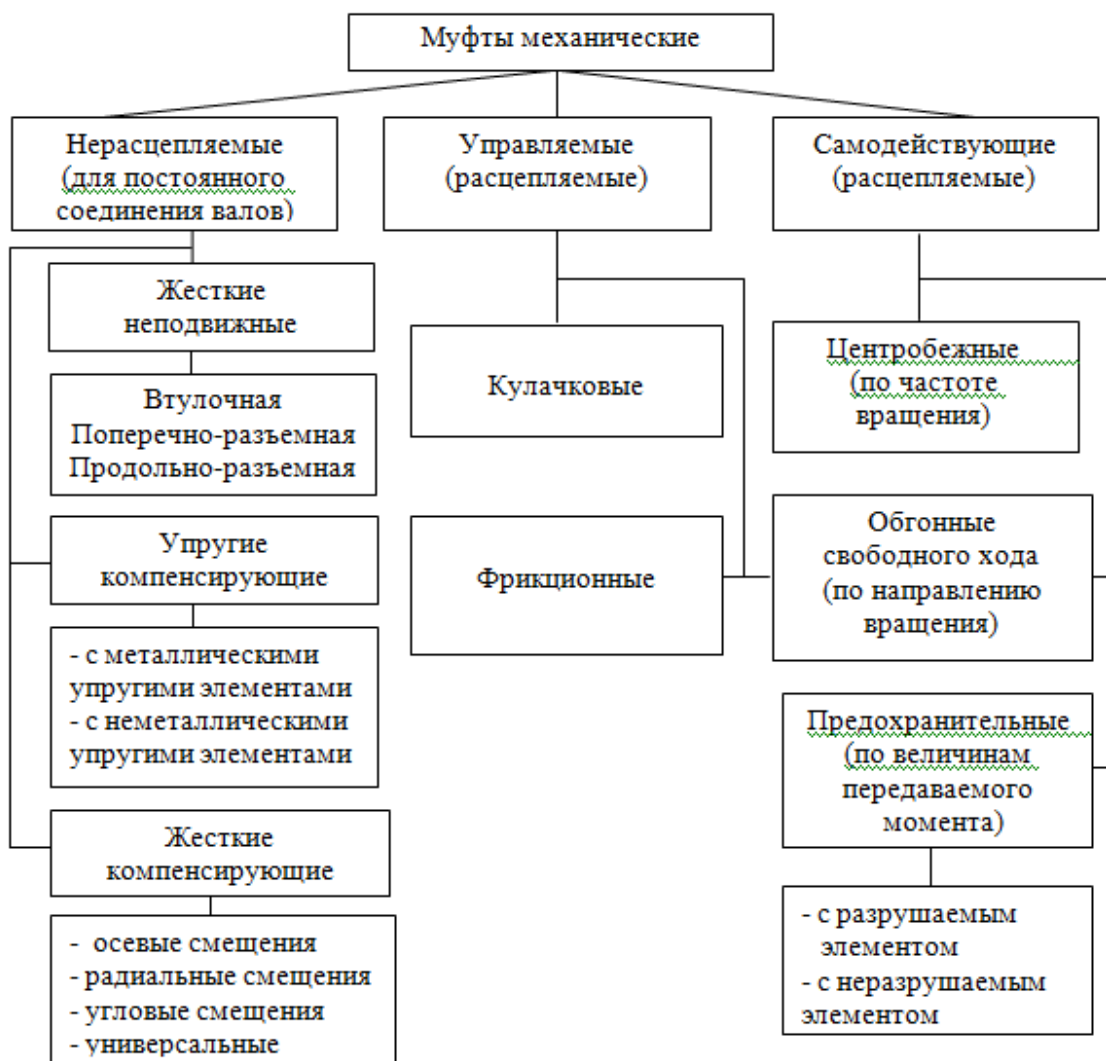 Муфты механические
Нерасцепляемые
(для постоянного
соединения валов)
Управляемые
(расцепляемые)
Самодействующие
(расцепляемые)
Жесткие
неподвижные
Втулочная
Поперечно-разъемная
Продольно-разъемная
Упругие
компенсирующие
- с металлическими
упругими элементами
- с неметаллическими
упругими элементами
Жесткие
компенсирующие
- осевые смещения
- радиальные смещения
- угловые смещения
- универсальные
Кулачковые
Фрикционные
Центробежные
(по частоте
вращения)
Обгонные
свободного хода
(по направлению
вращения)
Предохранительные
(по величинам
передаваемого
момента)
- с разрушаемым
элементом
- с неразрушаемым
элементом